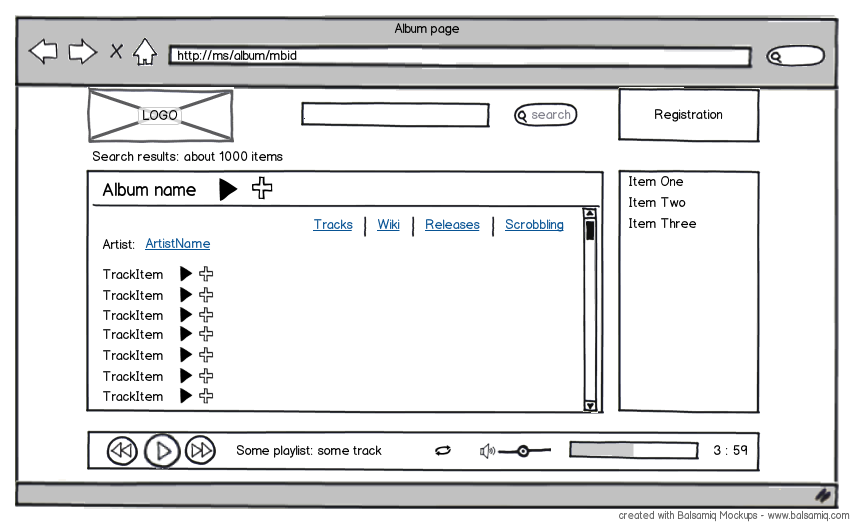 Album page
http://ms/album/mbid
LOGO
search
Registration
Search results: about 1000 items
Album name
Item One
Item Two
Item Three
Tracks | Wiki | Releases | Scrobbling
Artist: ArtistName
TrackItem
TrackItem
TrackItem
TrackItem
TrackItem
TrackItem
TrackItem
Some playlist: some track
3 : 59
created with Balsamiq Mockups - www.balsamiq.com